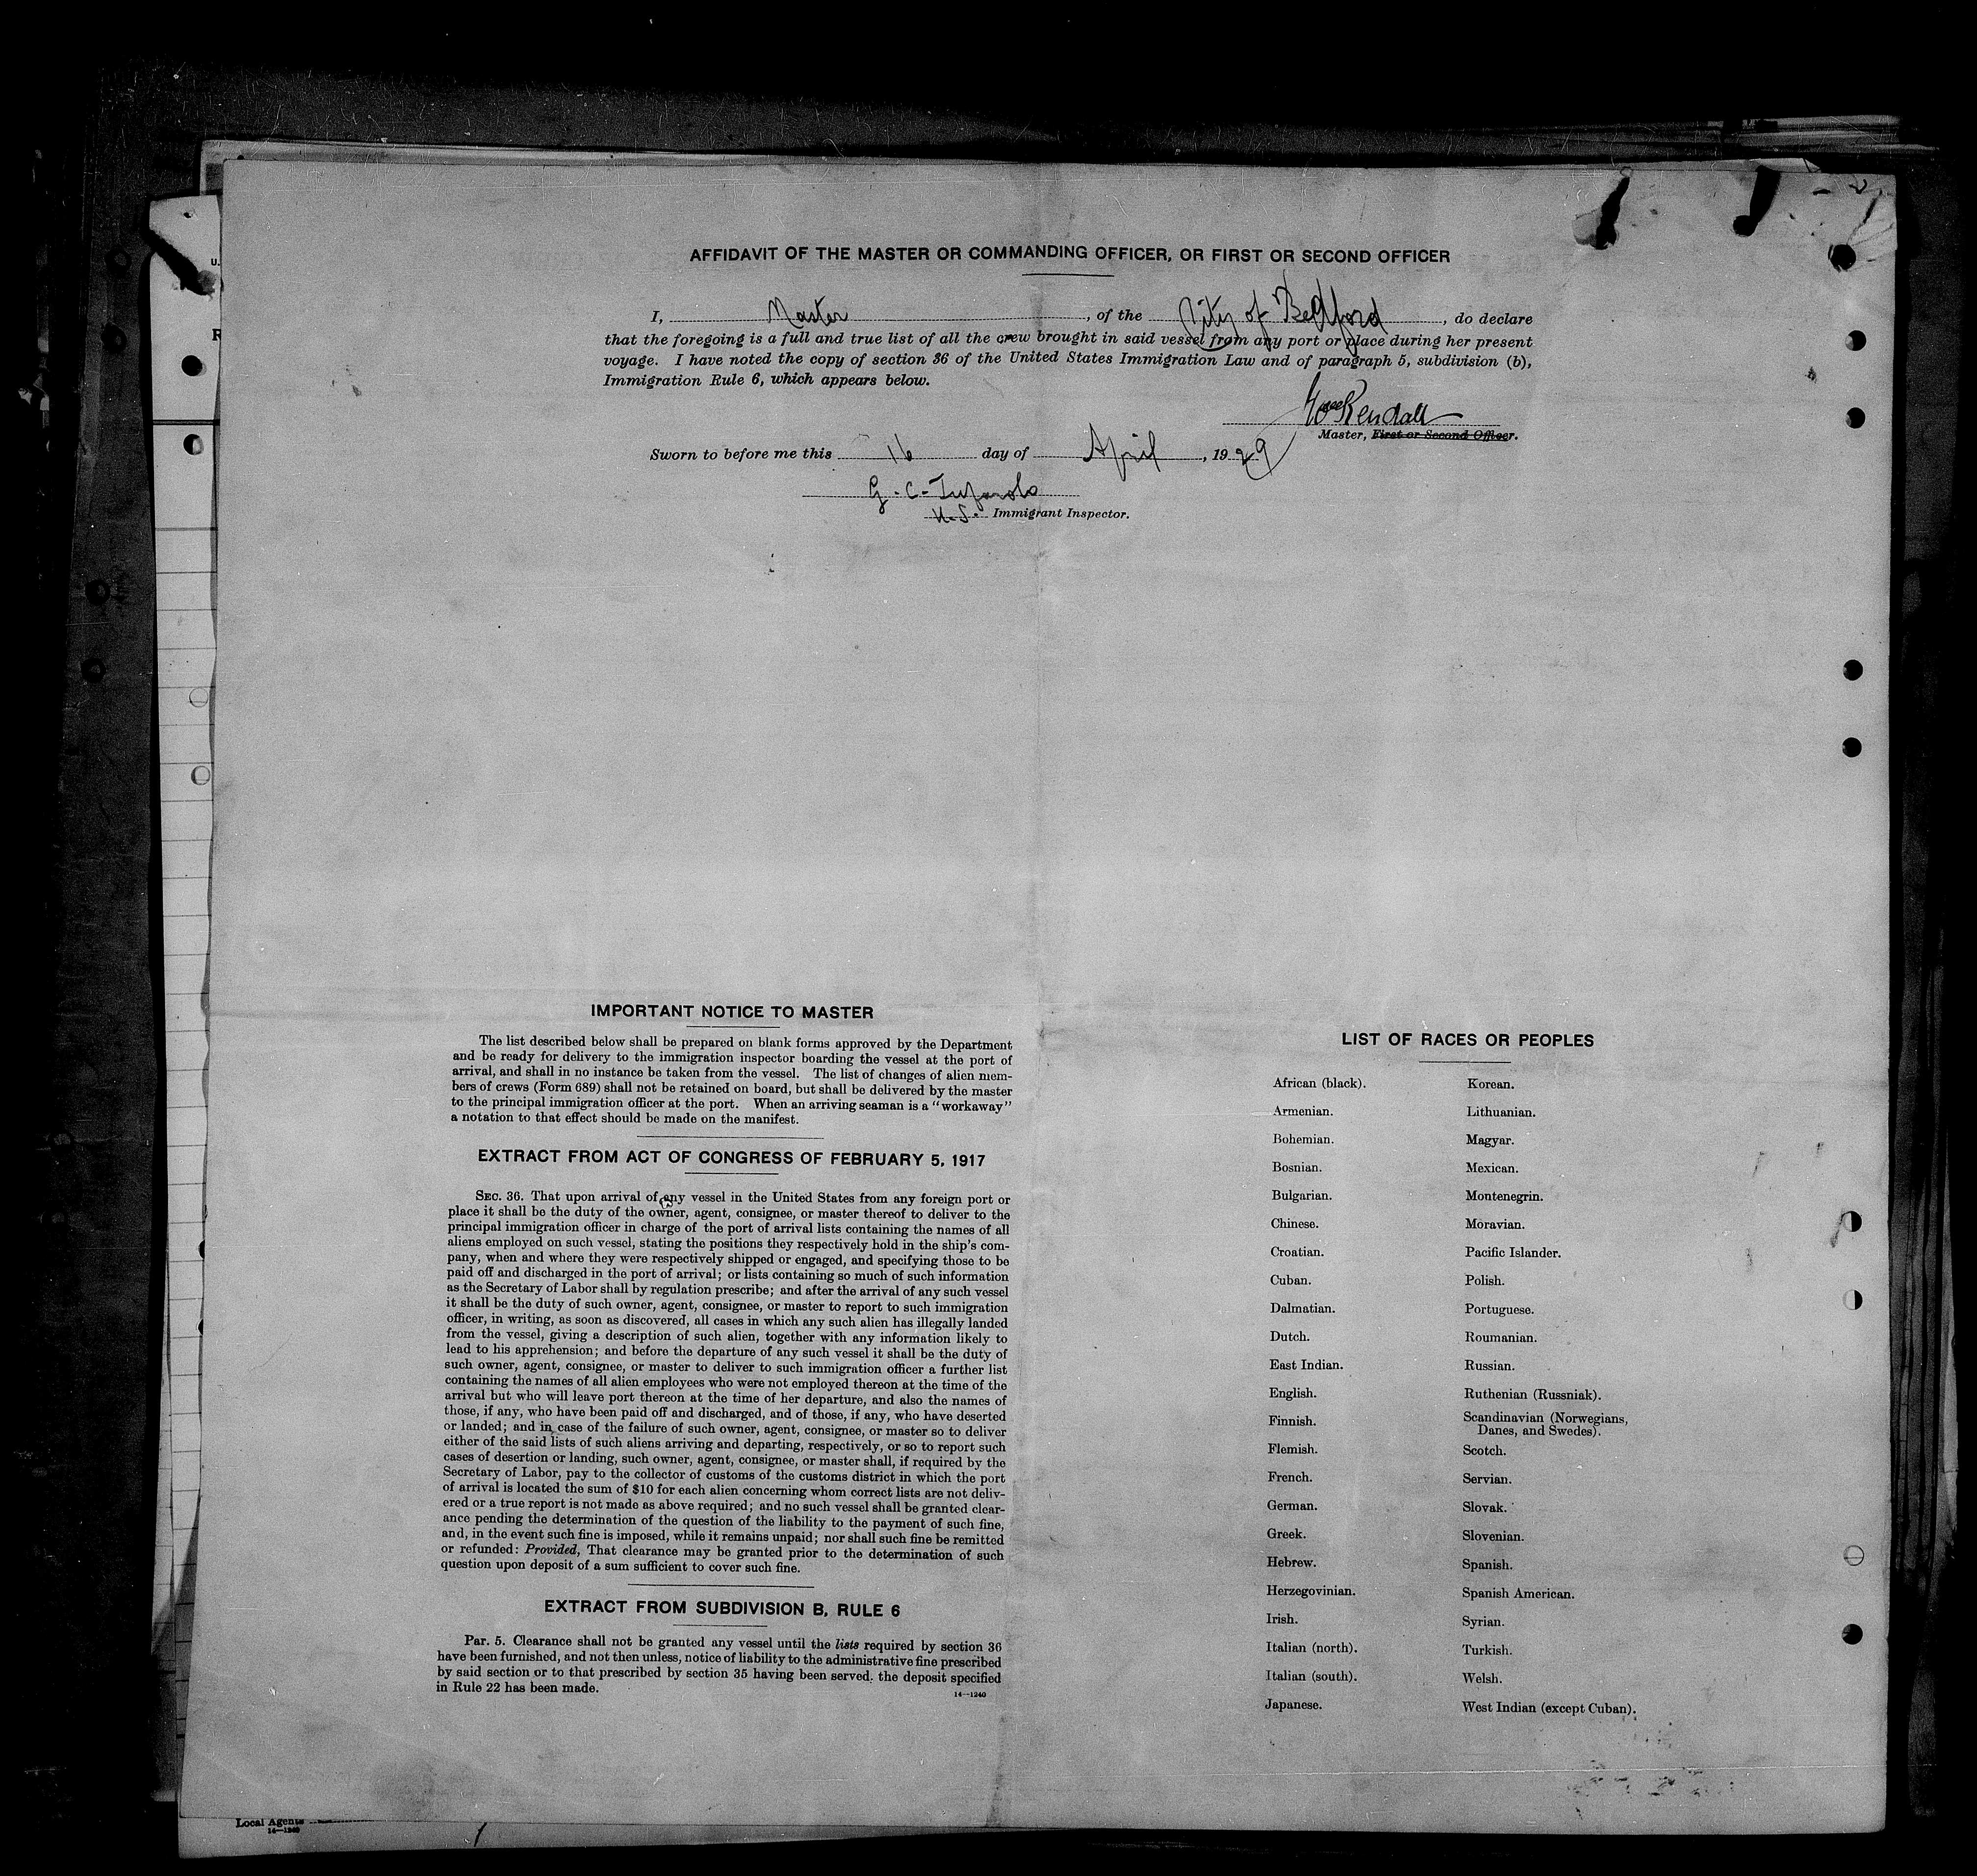 AFFIDAVIT OF THE MASTER OR COMMANDING OFFICER, OR FIRST OR SECOND OFFICER
I, Master, of the City of Bedford, do declare
that the foregoing is a full and true list of all the crew brought in said vessel from any port or place during her present
voyage. I have noted the copy of section 36 of the United States Immigration Law and of paragraph 5, subdivision (b),
Immigration Rule 6, which appears below.
Kendall
Master, First or Second Officer.
Sworn to before me this 16 day of April, 1929
G. C.
U.S. Immigrant Inspector.
IMPORTANT NOTICE TO MASTER
The list described below shall be prepared on blank forms approved by the Department
and be ready for delivery to the immigration inspector boarding the vessel at the port of
arrival, and shall in no instance be taken from the vessel. The list of changes of alien mem-
bers of crews (Form 689) shall not be retained on board, but shall be delivered by the master
to the principal immigration officer at the port. When an arriving seaman is a "workaway"
a notation to that effect should be made on the manifest.
EXTRACT FROM ACT OF CONGRESS OF FEBRUARY 5, 1917
SEC. 36. That upon arrival of any vessel in the United States from any foreign port or
place it shall be the duty of the owner, agent, consignee, or master thereof to deliver to the
principal immigration officer in charge of the port of arrival lists containing the names of all
aliens employed on such vessel, stating the positions they respectively hold in the ship's com-
pany, when and where they were respectively shipped or engaged, and specifying those to be
paid off and discharged in the port of arrival; or lists containing so much of such information
as the Secretary of Labor shall by regulation prescribe; and after the arrival of any such vessel
it shall be the duty of such owner, agent, consignee, or master to report to such immigration
officer, in writing, as soon as discovered, all cases in which any such alien has illegally landed
from the vessel, giving a description of such alien, together with any information likely to
lead to his apprehension; and before the departure of any such vessel it shall be the duty of
such owner, agent, consignee, or master to deliver to such immigration officer a further list
containing the names of all alien employees who were not employed thereon at the time of the
arrival but who will leave port thereon at the time of her departure, and also the names of
those, if any, who have been paid off and discharged, and of those, if any, who have deserted
or landed; and in case of the failure of such owner, agent, consignee, or master so to deliver
either of the said lists of such aliens arriving and departing, respectively, or so to report such
cases of desertion or landing, such owner, agent, consignee, or master shall, if required by the
Secretary of Labor, pay to the collector of customs of the customs district in which the port
of arrival is located the sum of $10 for each alien concerning whom correct lists are not deliv-
ered or a true report is not made as above required; and no such vessel shall be granted clear-
ance pending the determination of the question of the liability to the payment of such fine,
and, in the event such fine is imposed, while it remains unpaid; nor shall such fine be remitted
or refunded: Provided, That clearance may be granted prior to the determination of such
question upon deposit of a sum sufficient to cover such fine.
EXTRACT FROM SUBDIVISION B, RULE 6
Par. 5. Clearance shall not be granted any vessel until the lists required by section 36
have been furnished, and not then unless, notice of liability to the administrative fine prescribed
by said section or to that prescribed by section 35 having been served, the deposit specified
in Rule 22 has been made.
14—1240
LIST OF RACES OR PEOPLES
African (black).
Armenian.
Bohemian.
Bosnian.
Bulgarian.
Chinese.
Croatian.
Cuban.
Dalmatian.
Dutch.
East Indian.
English.
Finnish.
Flemish.
French.
German.
Greek.
Hebrew.
Herzegovinian.
Irish.
Italian (north).
Italian (south).
Japanese.
Korean.
Lithuanian.
Magyar.
Mexican.
Montenegrin.
Moravian.
Pacific Islander.
Polish.
Portuguese.
Roumanian.
Russian.
Ruthenian (Russniak).
Scandinavian (Norwegians,
Danes, and Swedes).
Scotch.
Servian.
Slovak.
Slovenian.
Spanish.
Spanish American.
Syrian.
Turkish.
Welsh.
West Indian (except Cuban).
Local Agents
14—1240